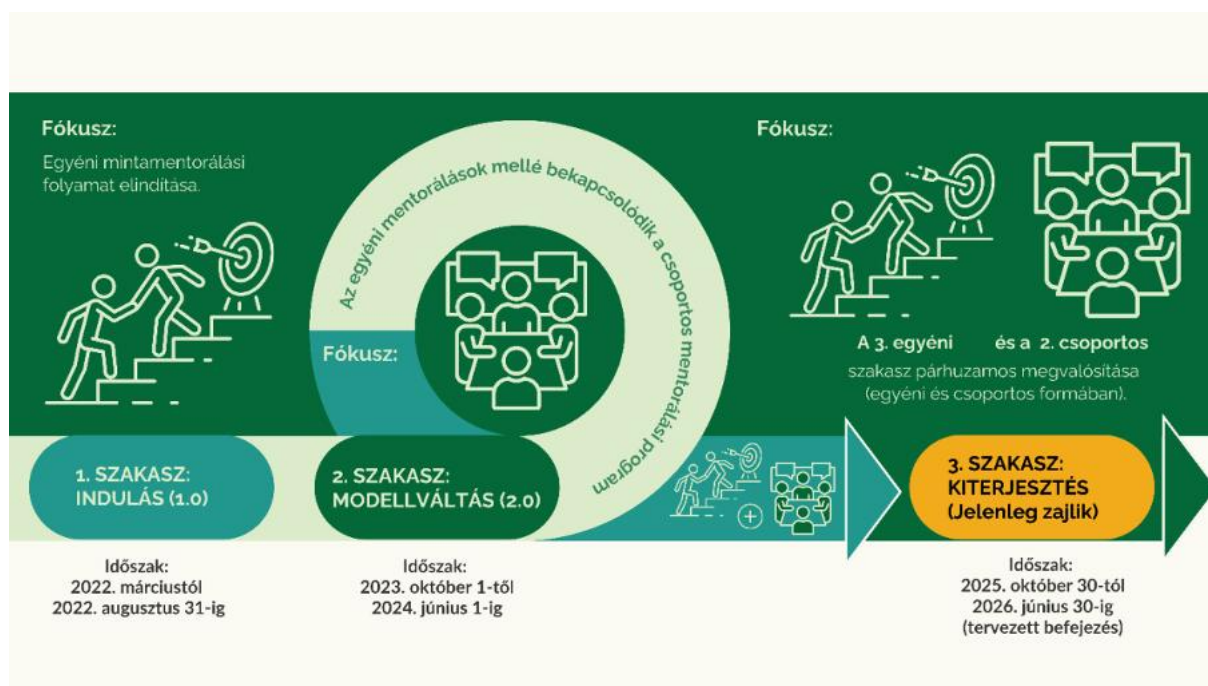 Fókusz:
Egyéni mintamentorálási
folyamat elindítása.
1. SZAKASZ:
INDULÁS (1.0)
Időszak:
2022. márciustól
2022. augusztus 31-ig
Fókusz:
Az egyéni mentorálások mellé bekapcsolódik a csoportos mentorálási program
2. SZAKASZ:
MODELLVÁLTÁS (2.0)
Időszak:
2023. október 1-től
2024. június 1-ig
Fókusz:
A 3. egyéni és a 2. csoportos
szakasz párhuzamos megvalósítása
(egyéni és csoportos formában).
3. SZAKASZ:
KITERJESZTÉS
(Jelenleg zajlik)
Időszak:
2025. október 30-tól
2026. június 30-ig
(tervezett befejezés)